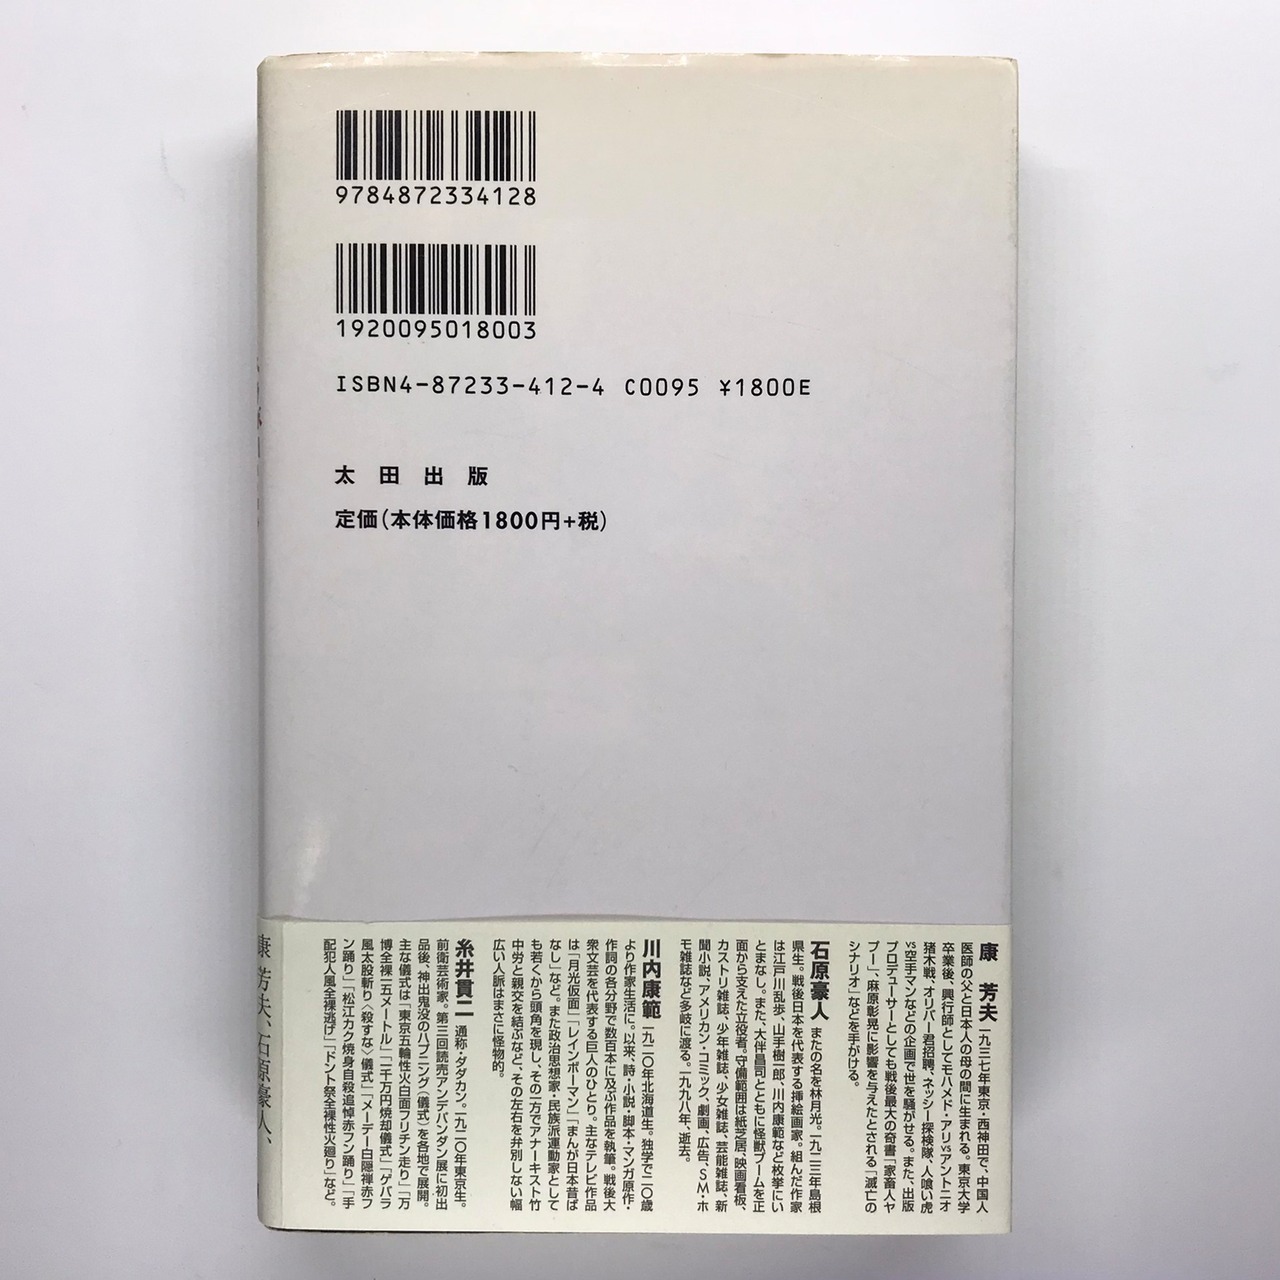 9784872334128
1920095018003
ISBN4-87233-412-4 C0095 ¥1800E
太田出版
定価(本体価格1800円+税)
康 芳夫 一九三七年東京・西神田で、中国人
医師の父と日本人の母の間に生まれる。東京大学
卒業後、興行師としてモハメド・アリvsアントニオ
猪木戦、オリバー君招聘、ネッシー探検隊、人喰い虎
vs空手マンなどの企画で世を騒がせる。また、出版
プロデューサーとしても戦後最大の奇書「家畜人ヤ
プー」、麻原彰晃に影響を与えたとされる「滅亡の
シナリオ」などを手がける。
石原豪人 またの名を林月光。一九二三年島根
県生。戦後日本を代表する挿絵画家。組んだ作家
は江戸川乱歩、山手樹一郎、川内康範など枚挙にい
とまなし。また、大伴昌司とともに怪獣ブームを正
面から支えた立役者。守備範囲は紙芝居、映画看板、
カストリ雑誌、少年雑誌、少女雑誌、芸能雑誌、新
聞小説、アメリカン・コミック、劇画、広告、SM・ホ
モ雑誌など多岐に渡る。一九九八年、逝去。
川内康範 一九二〇年北海道生。独学で二〇歳
より作家生活に。以来、詩・小説・脚本・マンガ原作・
作詞の各分野で数百本に及ぶ作品を執筆。戦後大
衆文芸を代表する巨人のひとり。主なテレビ作品
は「月光仮面」「レインボーマン」「まんが日本昔ば
なし」など。また政治思想家・民族派運動家として
も若くから頭角を現し、その一方でアナーキスト竹
中労と親交を結ぶなど、その左右を弁別しない幅
広い人脈はまさに怪物的。
糸井貫二 通称・ダダカン。一九二〇年東京生。
前衛芸術家。第三回読売アンデパンダン展に初出
品後、神出鬼没のハプニング(儀式)を各地で展開。
主な儀式は「東京五輪性火白面フリチン走り」「万
博全裸一五メートル」「二千万円焼却儀式」「ゲバラ
風太股斬り〈殺すな〉儀式」「メーデー白隠禅赤フ
ン踊り」「松江カク焼身自殺追悼赤フン踊り」「手
配犯人風全裸逃げ」「ドント祭全裸性火廻り」など。
康芳夫、石原豪人、